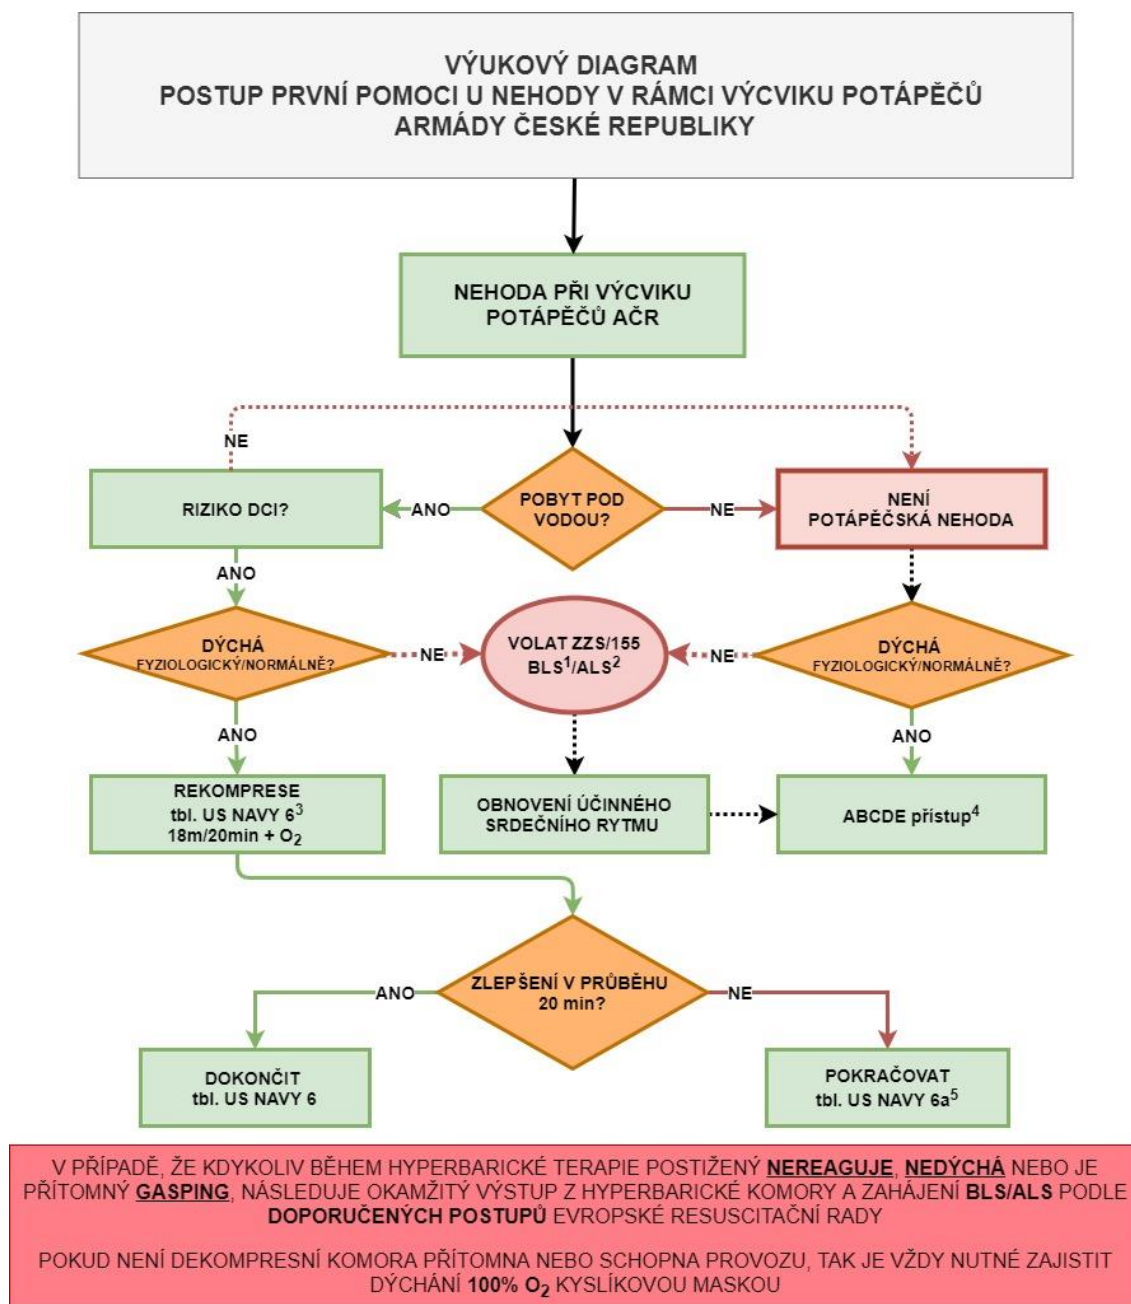 VÝUKOVÝ DIAGRAM
POSTUP PRVNÍ POMOCI U NEHODY V RÁMCI VÝCVIKU POTÁPĚČŮ
ARMÁDY ČESKÉ REPUBLIKY
NEHODA PŘI VÝCVIKU
POTÁPĚČŮ AČR
NE
RIZIKO DCI?
ANO
POBYT POD
VODOU?
NE
NENÍ
POTÁPĚČSKÁ NEHODA
ANO
DÝCHÁ
FYZIOLOGICKÝ/NORMÁLNĚ?
NE
VOLAT ZZS/155
BLS¹/ALS²
NE
DÝCHÁ
FYZIOLOGICKÝ/NORMÁLNĚ?
ANO
ANO
REKOMPRESE
tbl. US NAVY 6³
18m/20min + O₂
OBNOVENÍ ÚČINNÉHO
SRDEČNÍHO RYTMU
ABCDE přístup⁴
ZLEPŠENÍ V PRŮBĚHU
20 min?
ANO
NE
DOKONČIT
tbl. US NAVY 6
POKRAČOVAT
tbl. US NAVY 6a⁵
V PŘÍPADĚ, ŽE KDYKOLIV BĚHEM HYPERBARICKÉ TERAPIE POSTIŽENÝ NEREAGUJE, NEDÝCHÁ NEBO JE
PŘÍTOMNÝ GASPING, NÁSLEDUJE OKAMŽITÝ VÝSTUP Z HYPERBARICKÉ KOMORY A ZAHÁJENÍ BLS/ALS PODLE
DOPORUČENÝCH POSTUPŮ EVROPSKÉ RESUSCITAČNÍ RADY
POKUD NENÍ DEKOMPRESNÍ KOMORA PŘÍTOMNA NEBO SCHOPNA PROVOZU, TAK JE VŽDY NUTNÉ ZAJISTIT
DÝCHÁNÍ 100% O₂ KYSLÍKOVOU MASKOU